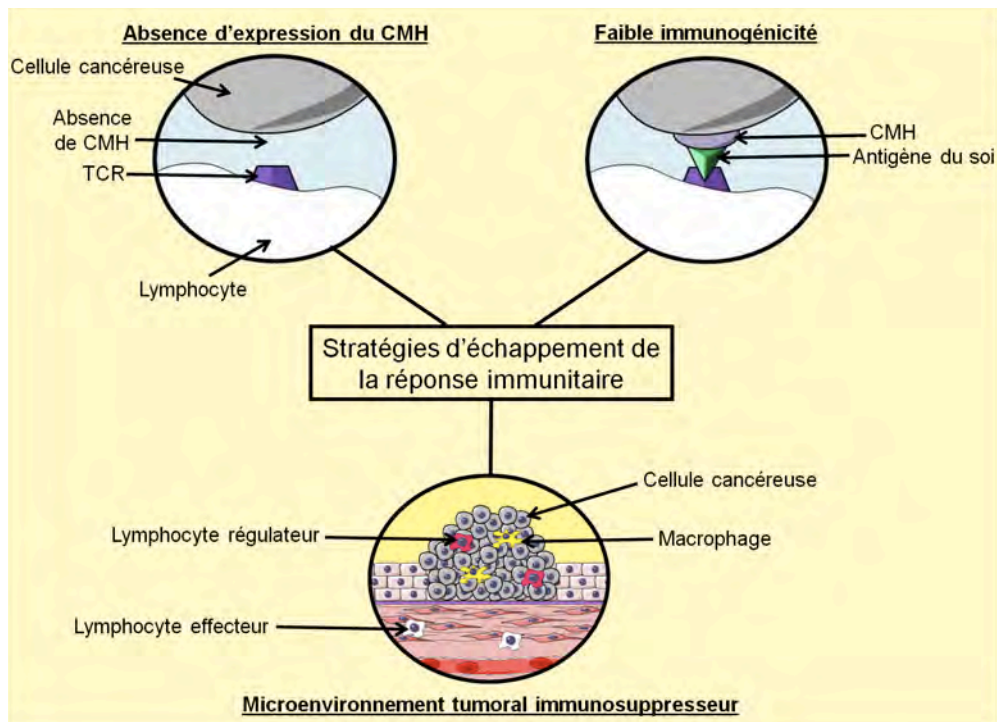 Absence d'expression du CMH
Faible immunogénicité
Cellule cancéreuse
Absence
de CMH
TCR
Lymphocyte
CMH
Antigène du soi
Stratégies d'échappement de
la réponse immunitaire
Cellule cancéreuse
Lymphocyte régulateur
Macrophage
Lymphocyte effecteur
Microenvironnement tumoral immunosuppresseur